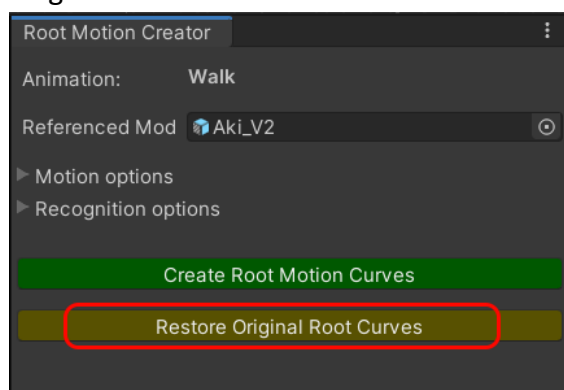 Root Motion Creator
Animation: Walk
Referenced Mod Aki_V2
Motion options
Recognition options
Create Root Motion Curves
Restore Original Root Curves